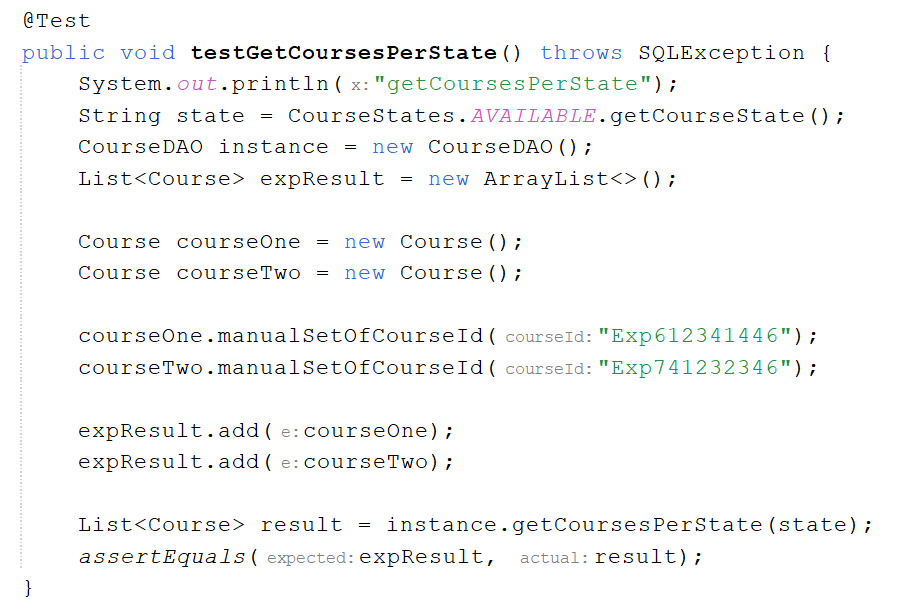 @Test
public void testGetCoursesPerState() throws SQLException {
System.out.println( x: "getCoursesPerState");
String state = CourseStates.AVAILABLE.getCourseState();
CourseDAO instance = new CourseDAO();
List<Course> expResult = new ArrayList<>();
Course courseOne = new Course();
Course courseTwo = new Course();
courseOne.manualSetOfCourseId( courseId: "Exp612341446");
courseTwo.manualSetOfCourseId( courseId: "Exp741232346");
expResult.add( e: courseOne);
expResult.add( e: courseTwo);
List<Course> result = instance.getCoursesPerState(state);
assertEquals( expected: expResult, actual: result);
}